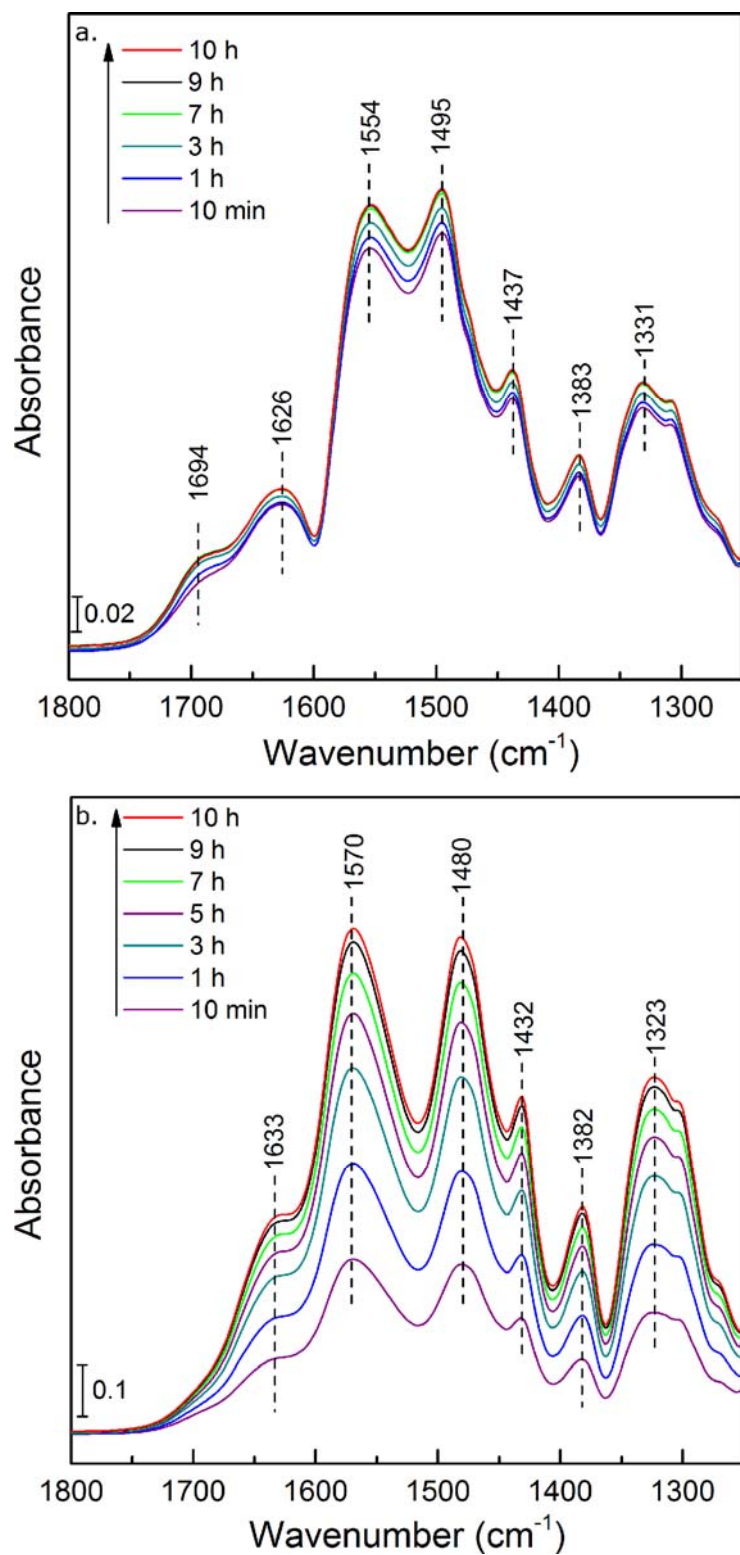 a.
10 h
9 h
7 h
3 h
1 h
10 min
1694
1626
1554
1495
1437
1383
1331
0.02
Absorbance
1800 1700 1600 1500 1400 1300
Wavenumber (cm⁻¹)
b.
10 h
9 h
7 h
5 h
3 h
1 h
10 min
1633
1570
1480
1432
1382
1323
0.1
Absorbance
1800 1700 1600 1500 1400 1300
Wavenumber (cm⁻¹)